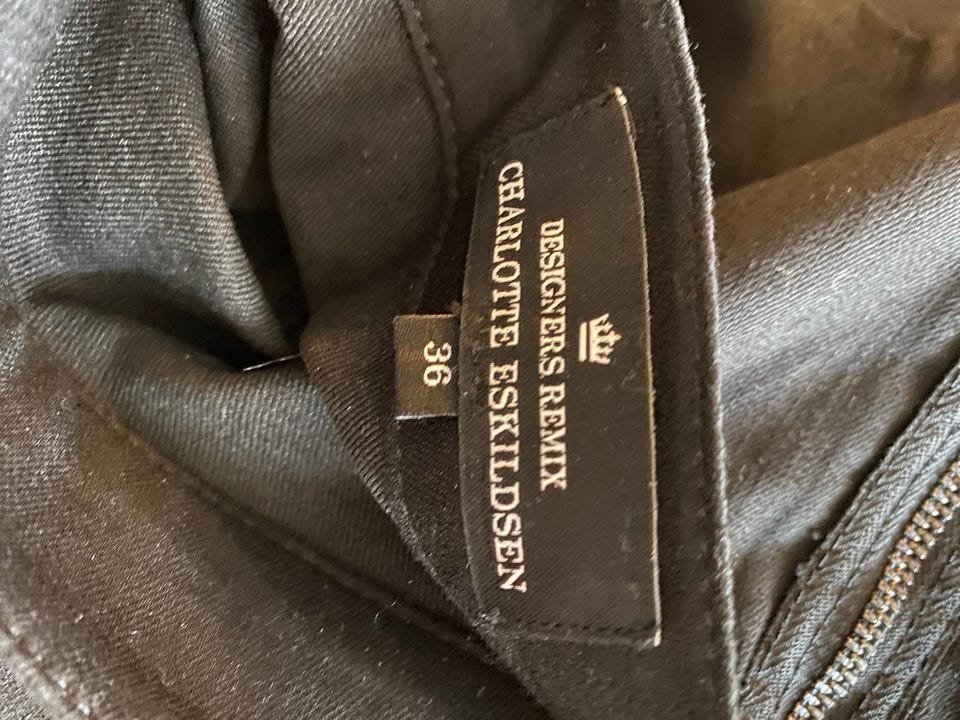 DESIGNERS REMIX
CHARLOTTE ESKILDSEN
36